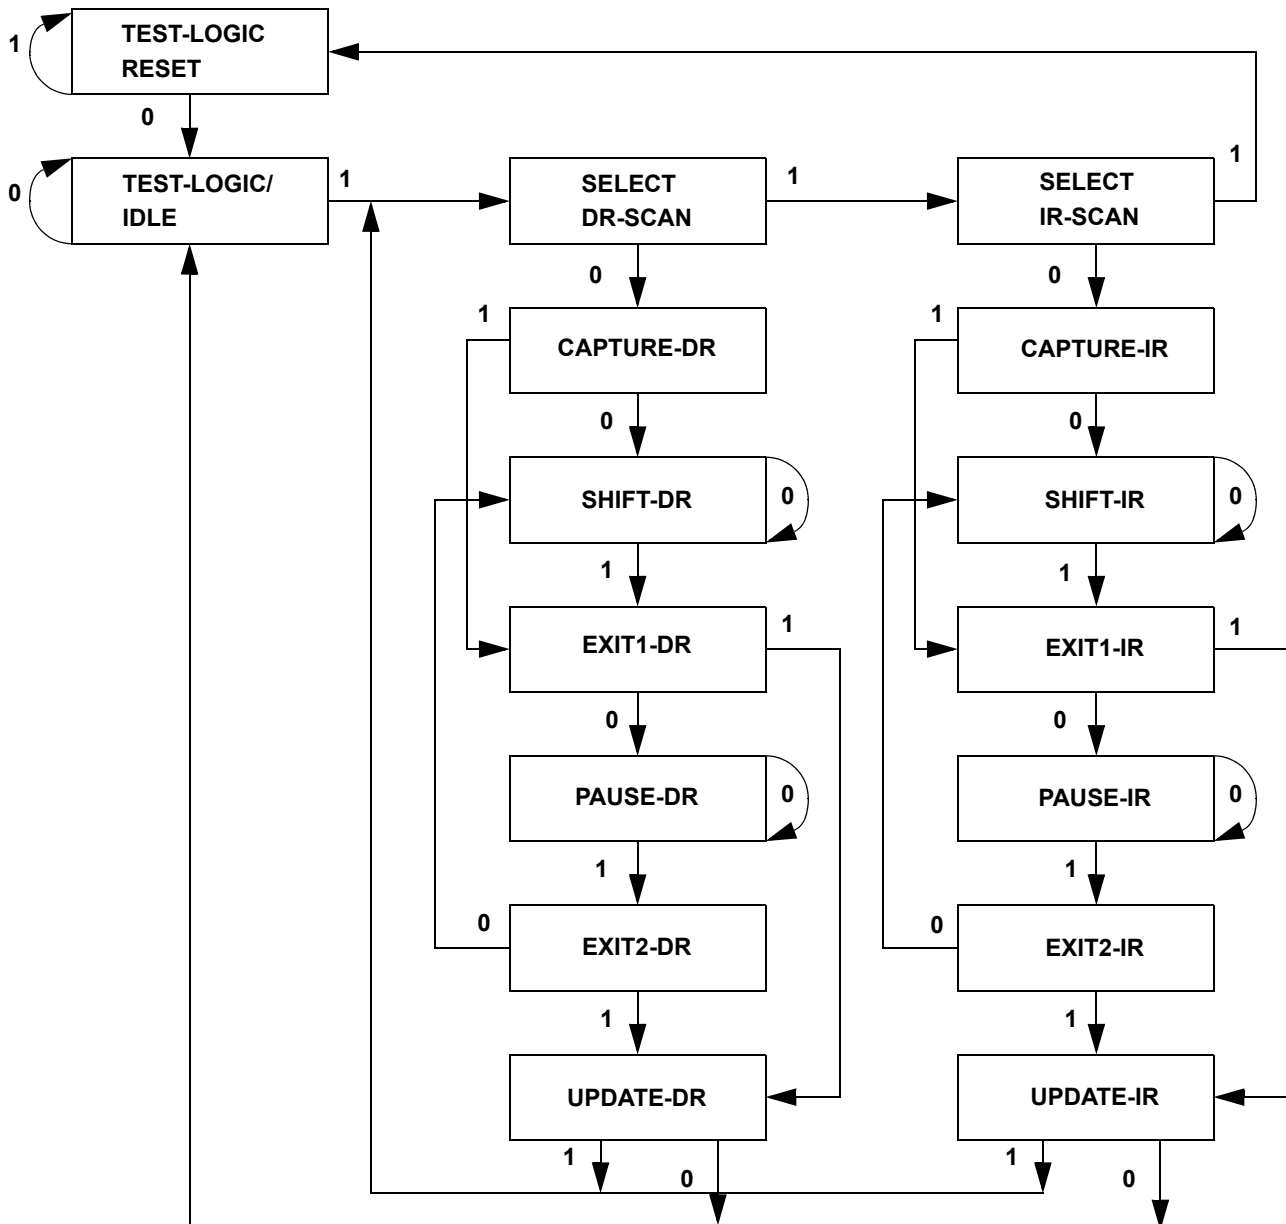 TEST-LOGIC
RESET
1
0
TEST-LOGIC/
IDLE
0
1
SELECT
DR-SCAN
1
SELECT
IR-SCAN
1
0
0
1
CAPTURE-DR
1
CAPTURE-IR
0
0
SHIFT-DR
0
SHIFT-IR
0
1
1
EXIT1-DR
1
EXIT1-IR
1
0
0
PAUSE-DR
0
PAUSE-IR
0
1
1
0
EXIT2-DR
0
EXIT2-IR
1
1
UPDATE-DR
UPDATE-IR
1
0
1
0